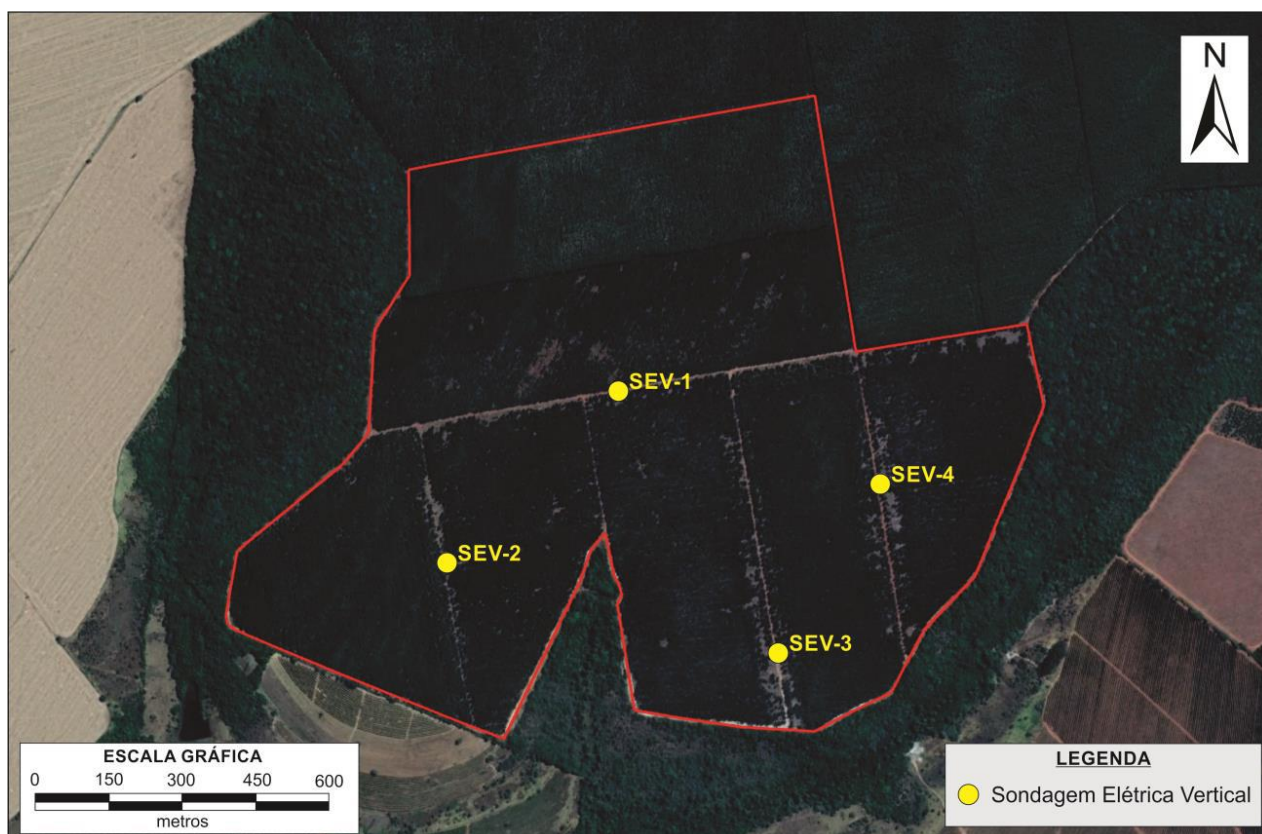 N
SEV-1
SEV-4
SEV-2
SEV-3
ESCALA GRÁFICA
0 150 300 450 600
metros
LEGENDA
Sondagem Elétrica Vertical